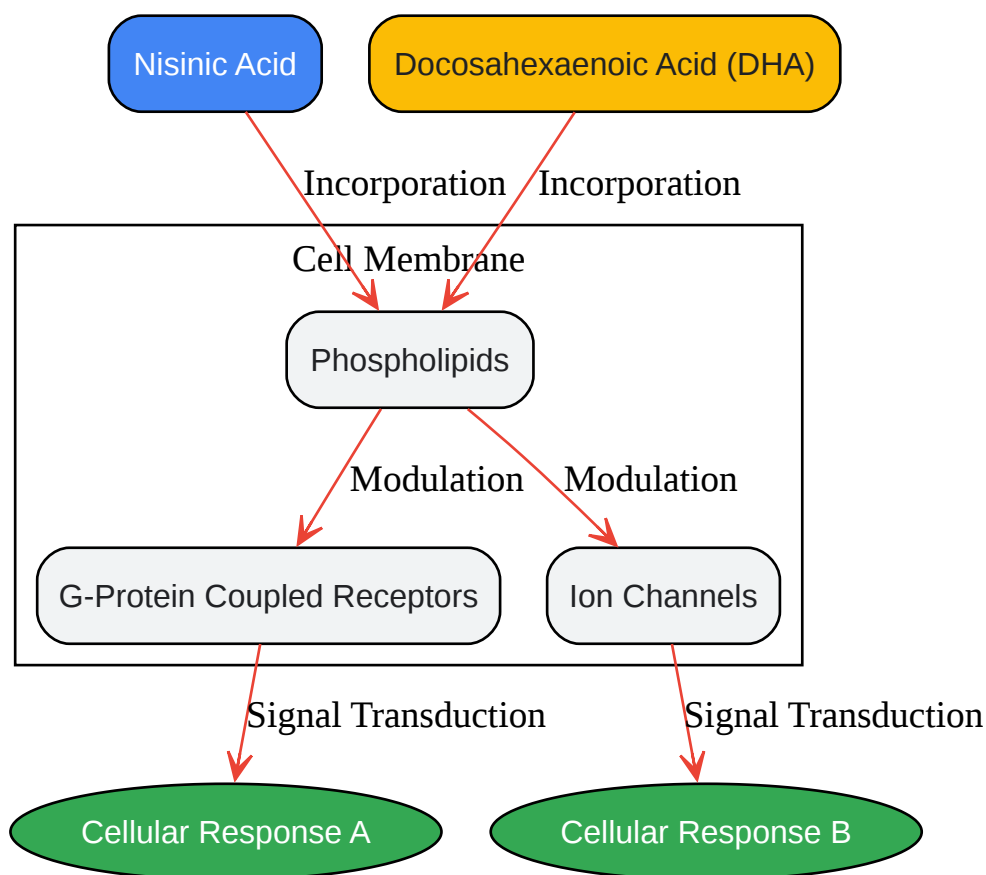 Nisinic Acid
Docosahexaenoic Acid (DHA)
Incorporation
Incorporation
Cell Membrane
Phospholipids
Modulation
Modulation
G-Protein Coupled Receptors
Ion Channels
Signal Transduction
Signal Transduction
Cellular Response A
Cellular Response B